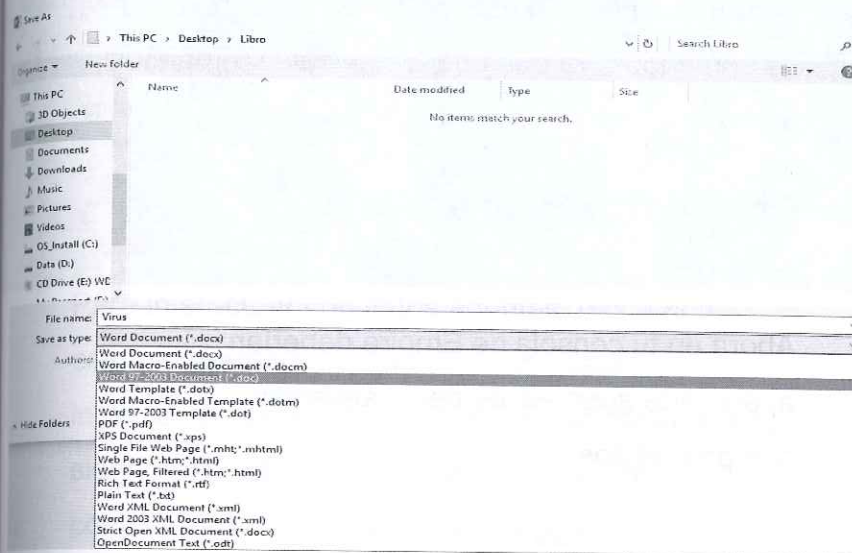 Save As
This PC > Desktop > Libro
Search Libro
Organize
New folder
Name
Date modified
Type
Size
No items match your search.
This PC
3D Objects
Desktop
Documents
Downloads
Music
Pictures
Videos
OS_Install (C:)
Data (D:)
CD Drive (E:) WD
File name: Virus
Save as type: Word Document (*.docx)
Authors:
Word Document (*.docx)
Word Macro-Enabled Document (*.docm)
Word 97-2003 Document (*.doc)
Word Template (*.dotx)
Word Macro-Enabled Template (*.dotm)
Word 97-2003 Template (*.dot)
PDF (*.pdf)
XPS Document (*.xps)
Single File Web Page (*.mht;*.mhtml)
Web Page (*.htm;*.html)
Web Page, Filtered (*.htm;*.html)
Rich Text Format (*.rtf)
Plain Text (*.txt)
Word XML Document (*.xml)
Word 2003 XML Document (*.xml)
Strict Open XML Document (*.docx)
OpenDocument Text (*.odt)
Hide Folders